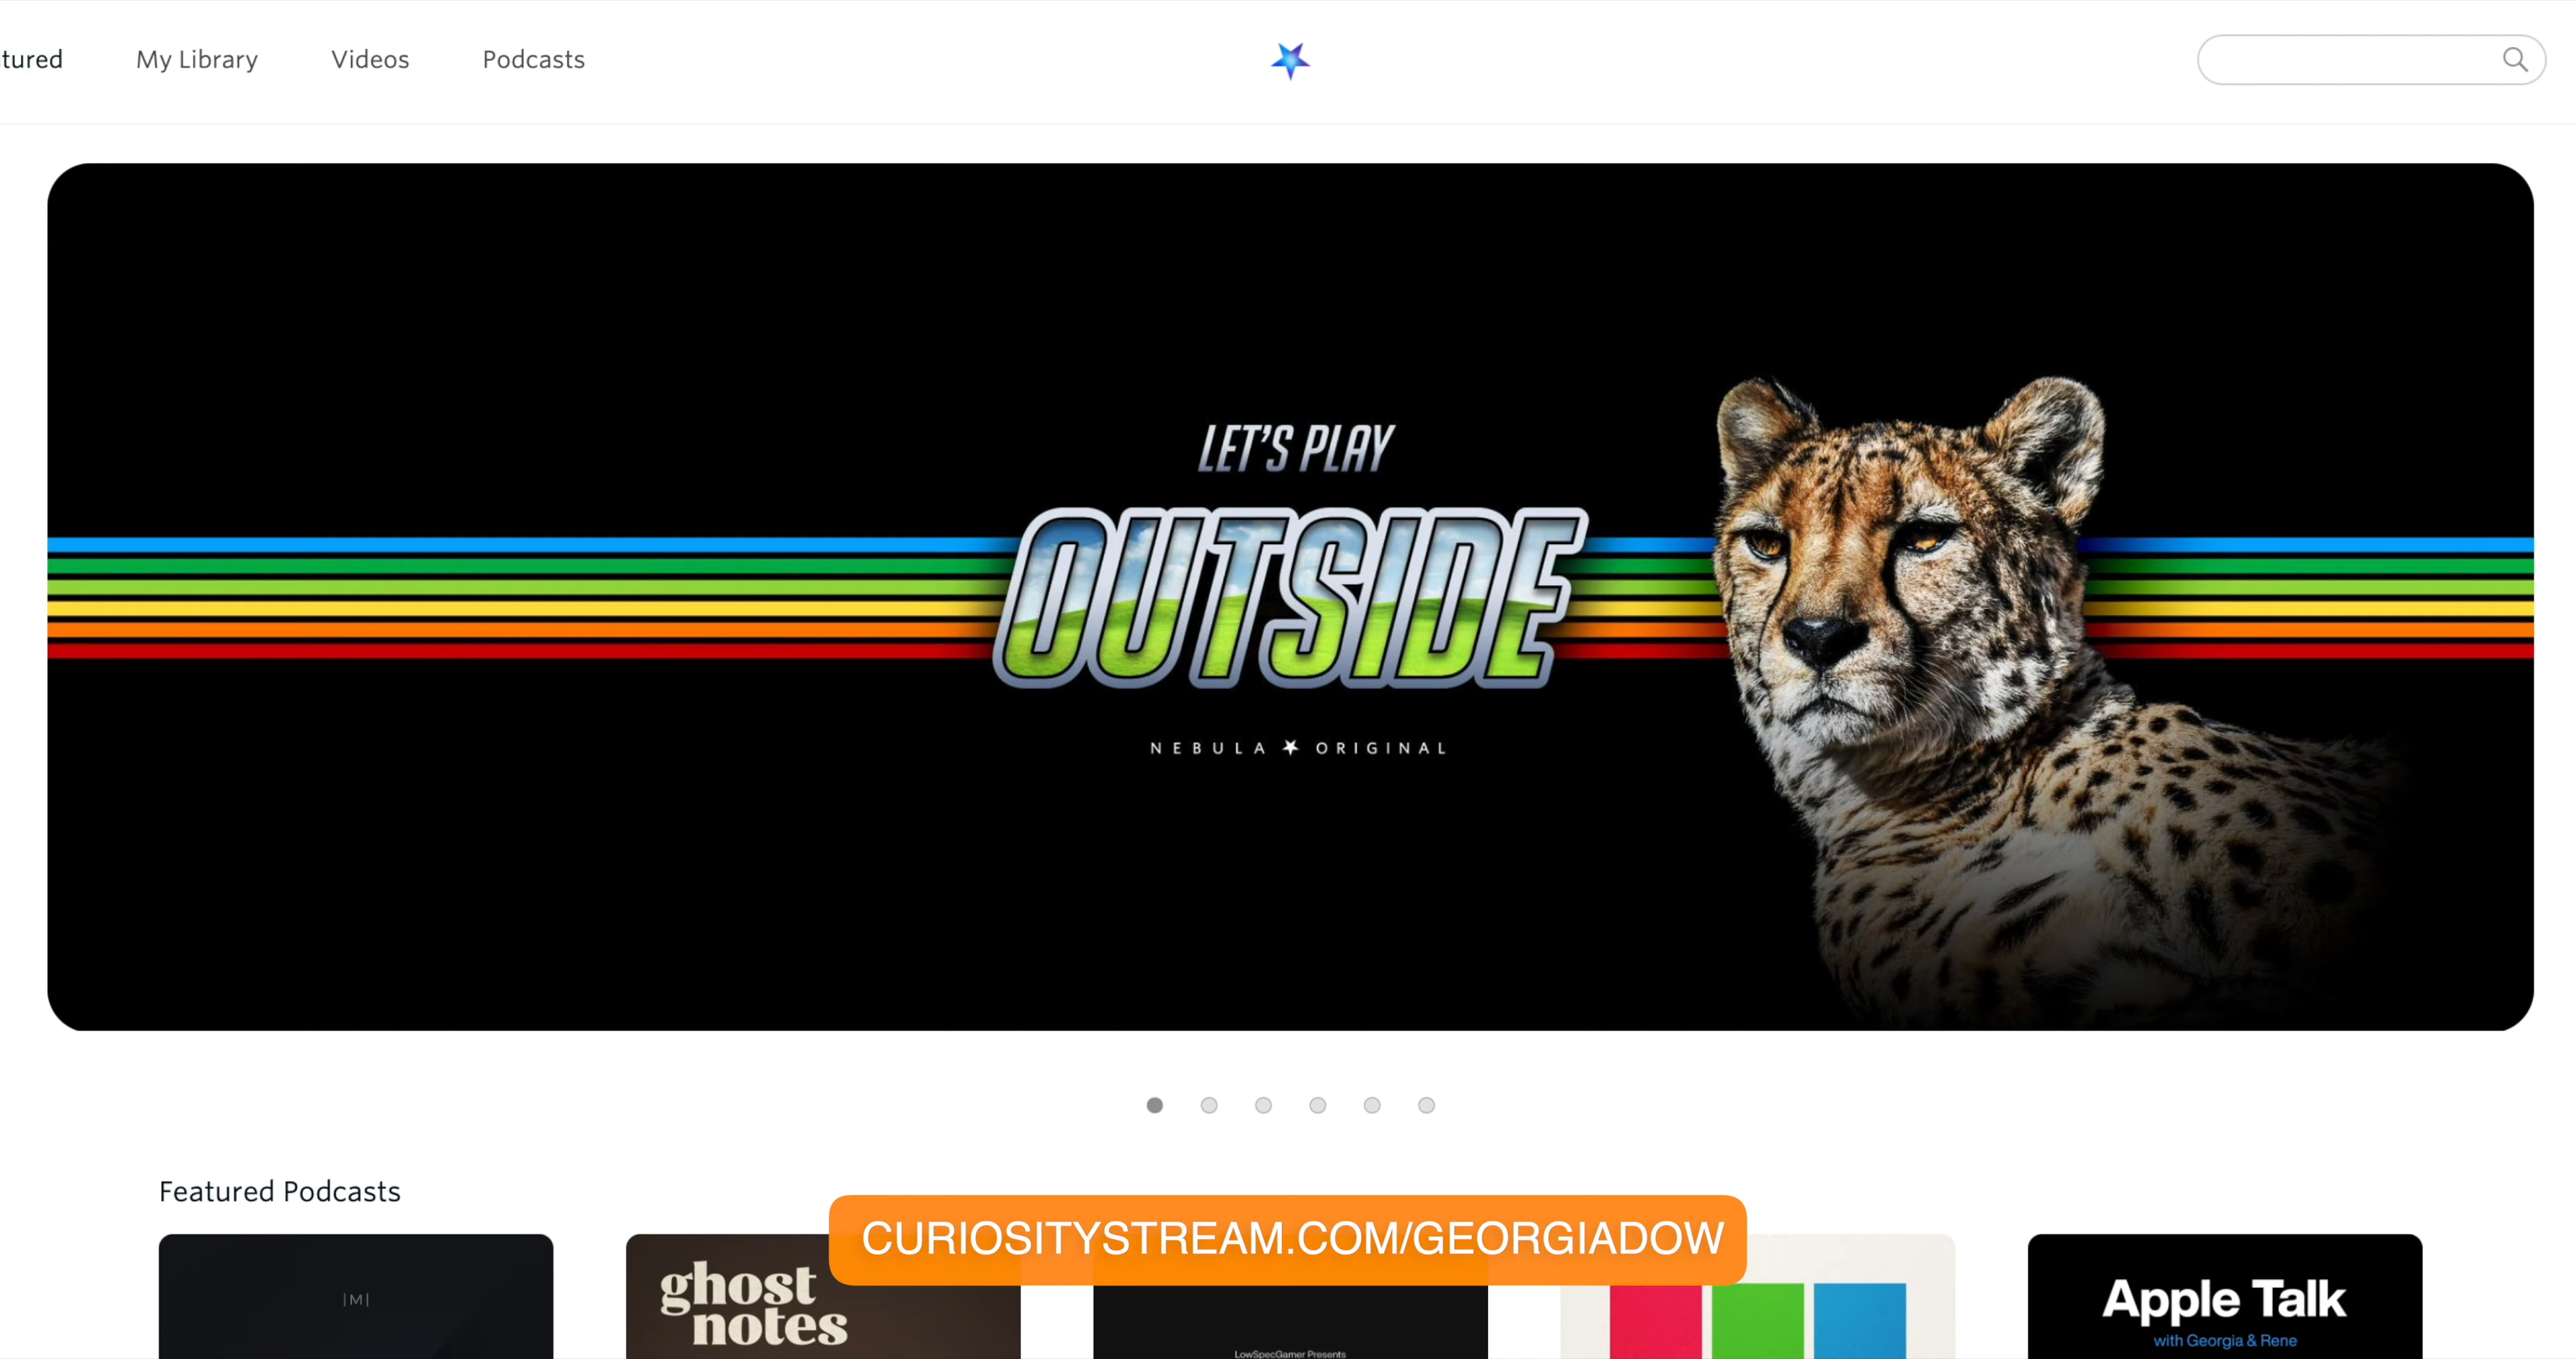 tured My Library Videos Podcasts
LET'S PLAY
OUTSIDE
NEBULA ORIGINAL
Featured Podcasts
CURIOSITYSTREAM.COM/GEORGIADOW
|M|
ghost
notes
LowSpecGamer Presents
Apple Talk
with Georgia & Rene